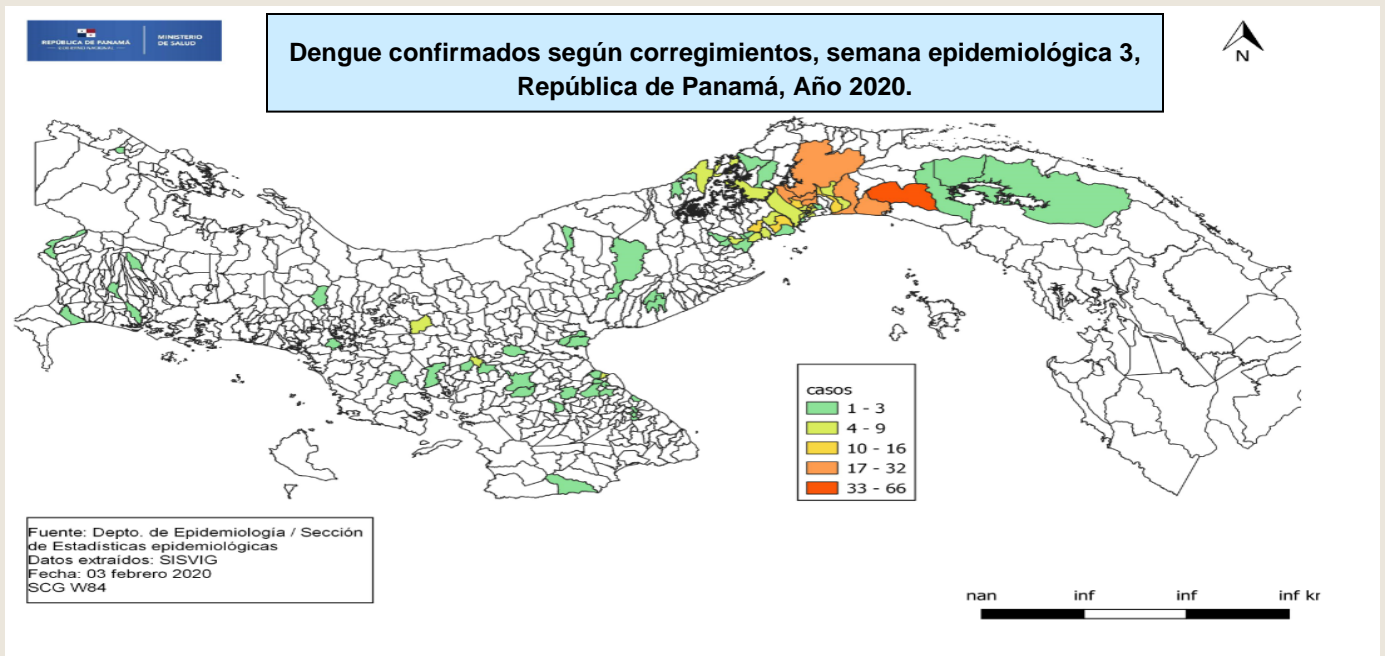 REPÚBLICA DE PANAMÁ
— GOBIERNO NACIONAL —
MINISTERIO
DE SALUD
Dengue confirmados según corregimientos, semana epidemiológica 3,
República de Panamá, Año 2020.
N
casos
1 - 3
4 - 9
10 - 16
17 - 32
33 - 66
Fuente: Depto. de Epidemiología / Sección
de Estadísticas epidemiológicas
Datos extraídos: SISVIG
Fecha: 03 febrero 2020
SCG W84
nan inf inf inf kr